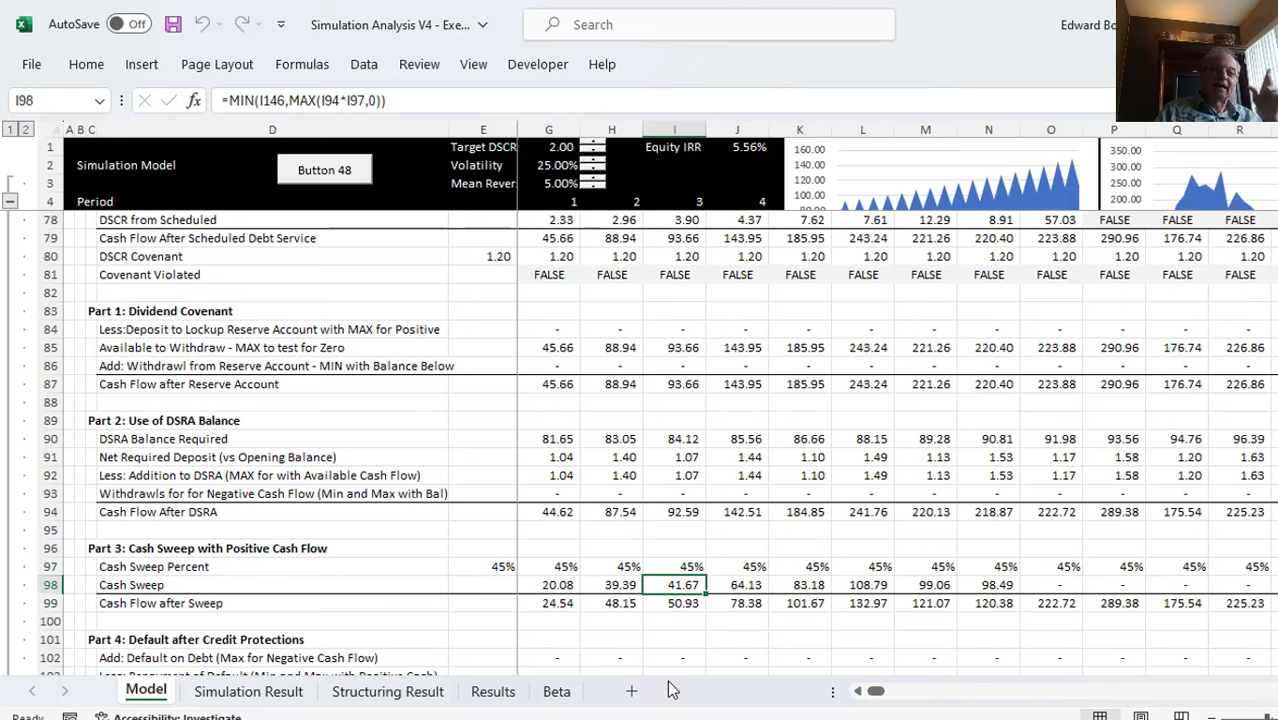 AutoSave Off Simulation Analysis V4 - Exe... Search Edward Bo
File Home Insert Page Layout Formulas Data Review View Developer Help
I98 fx =MIN(I146,MAX(I94*I97,0))
1 2 A B C D E G H I J K L M N O P Q R
1 Target DSCR 2.00 Equity IRR 5.56% 160.00 350.00
2 Simulation Model Button 48 Volatility 25.00% 140.00 300.00
3 Mean Rever 5.00% 120.00 250.00
4 Period 1 2 3 4 100.00 200.00
78 DSCR from Scheduled 2.33 2.96 3.90 4.37 7.62 7.61 12.29 8.91 57.03 FALSE FALSE FALSE
79 Cash Flow After Scheduled Debt Service 45.66 88.94 93.66 143.95 185.95 243.24 221.26 220.40 223.88 290.96 176.74 226.86
80 DSCR Covenant 1.20 1.20 1.20 1.20 1.20 1.20 1.20 1.20 1.20 1.20 1.20 1.20 1.20
81 Covenant Violated FALSE FALSE FALSE FALSE FALSE FALSE FALSE FALSE FALSE FALSE FALSE FALSE
82
83 Part 1: Dividend Covenant
84 Less:Deposit to Lockup Reserve Account with MAX for Positive - - - - - - - - - - - -
85 Available to Withdraw - MAX to test for Zero 45.66 88.94 93.66 143.95 185.95 243.24 221.26 220.40 223.88 290.96 176.74 226.86
86 Add: Withdrawl from Reserve Account - MIN with Balance Below - - - - - - - - - - - -
87 Cash Flow after Reserve Account 45.66 88.94 93.66 143.95 185.95 243.24 221.26 220.40 223.88 290.96 176.74 226.86
88
89 Part 2: Use of DSRA Balance
90 DSRA Balance Required 81.65 83.05 84.12 85.56 86.66 88.15 89.28 90.81 91.98 93.56 94.76 96.39
91 Net Required Deposit (vs Opening Balance) 1.04 1.40 1.07 1.44 1.10 1.49 1.13 1.53 1.17 1.58 1.20 1.63
92 Less: Addition to DSRA (MAX for with Available Cash Flow) 1.04 1.40 1.07 1.44 1.10 1.49 1.13 1.53 1.17 1.58 1.20 1.63
93 Withdrawls for for Negative Cash Flow (Min and Max with Bal) - - - - - - - - - - - -
94 Cash Flow After DSRA 44.62 87.54 92.59 142.51 184.85 241.76 220.13 218.87 222.72 289.38 175.54 225.23
95
96 Part 3: Cash Sweep with Positive Cash Flow
97 Cash Sweep Percent 45% 45% 45% 45% 45% 45% 45% 45% 45% 45% 45% 45% 45%
98 Cash Sweep 20.08 39.39 41.67 64.13 83.18 108.79 99.06 98.49 - - - -
99 Cash Flow after Sweep 24.54 48.15 50.93 78.38 101.67 132.97 121.07 120.38 222.72 289.38 175.54 225.23
100
101 Part 4: Default after Credit Protections
102 Add: Default on Debt (Max for Negative Cash Flow) - - - - - - - - - - - -
Model Simulation Result Structuring Result Results Beta
Ready Accessibility: Investigate